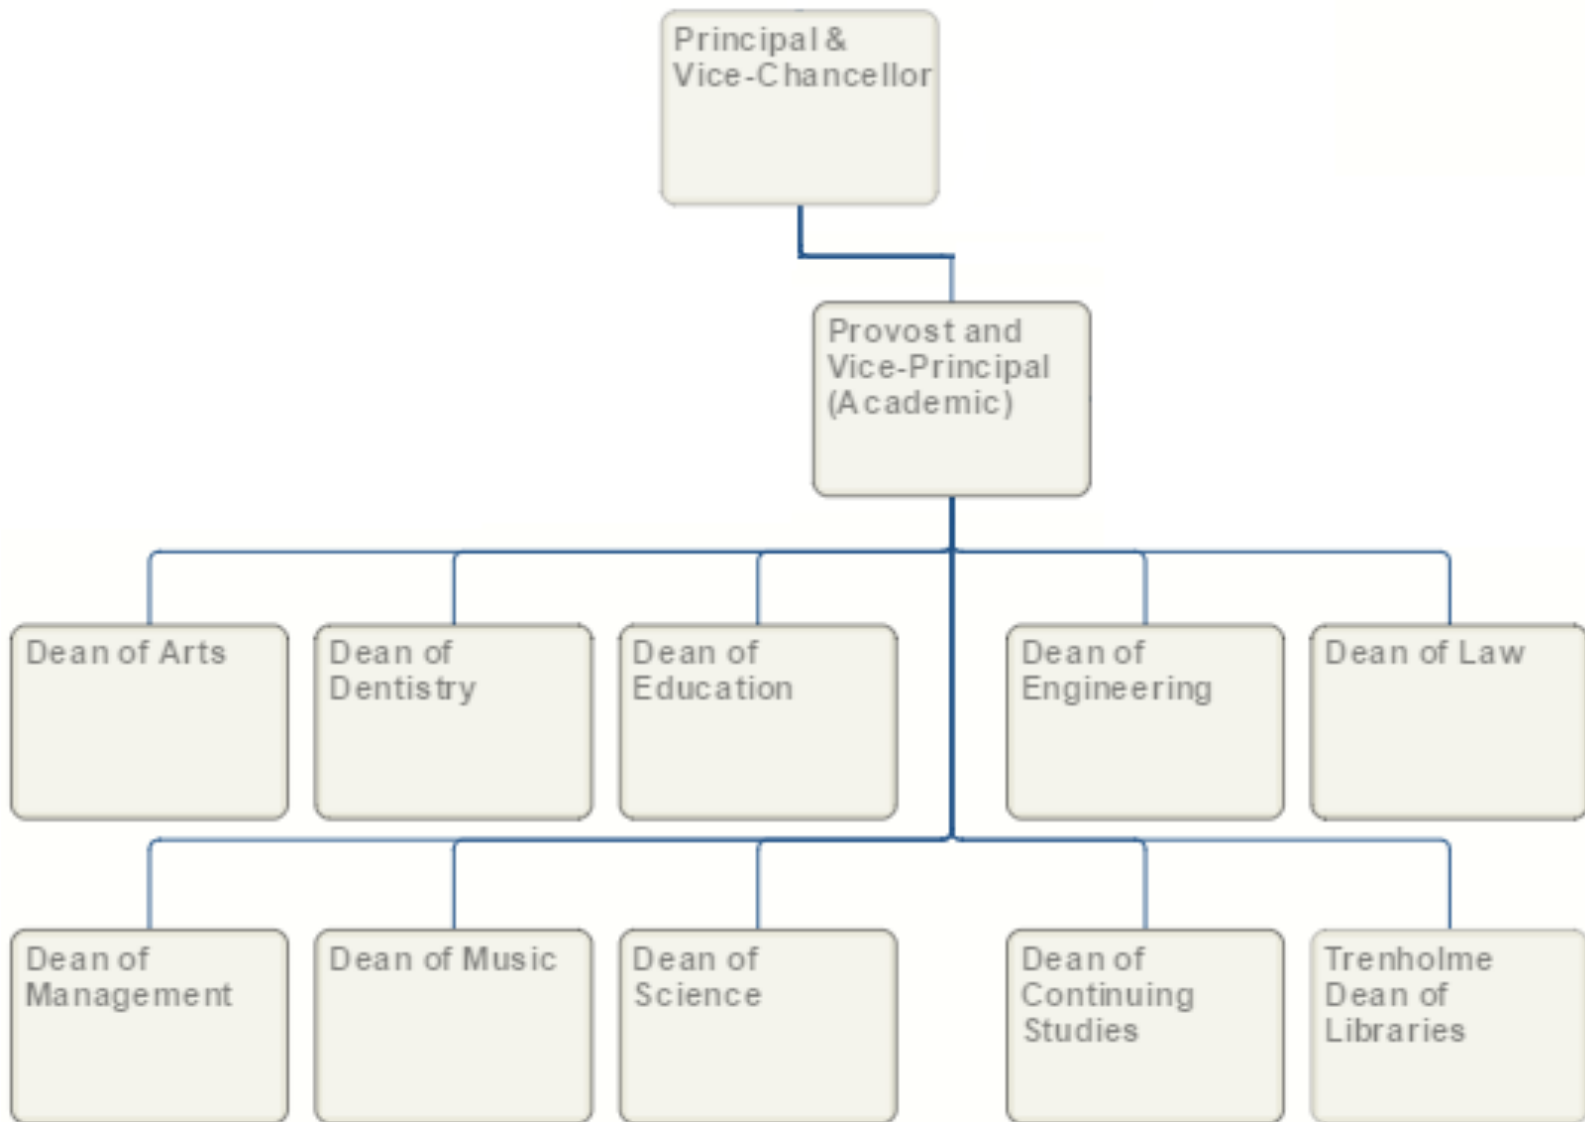 Principal &
Vice-Chancellor
Provost and
Vice-Principal
(Academic)
Dean of Arts
Dean of
Dentistry
Dean of
Education
Dean of
Engineering
Dean of Law
Dean of
Management
Dean of Music
Dean of
Science
Dean of
Continuing
Studies
Trenholme
Dean of
Libraries